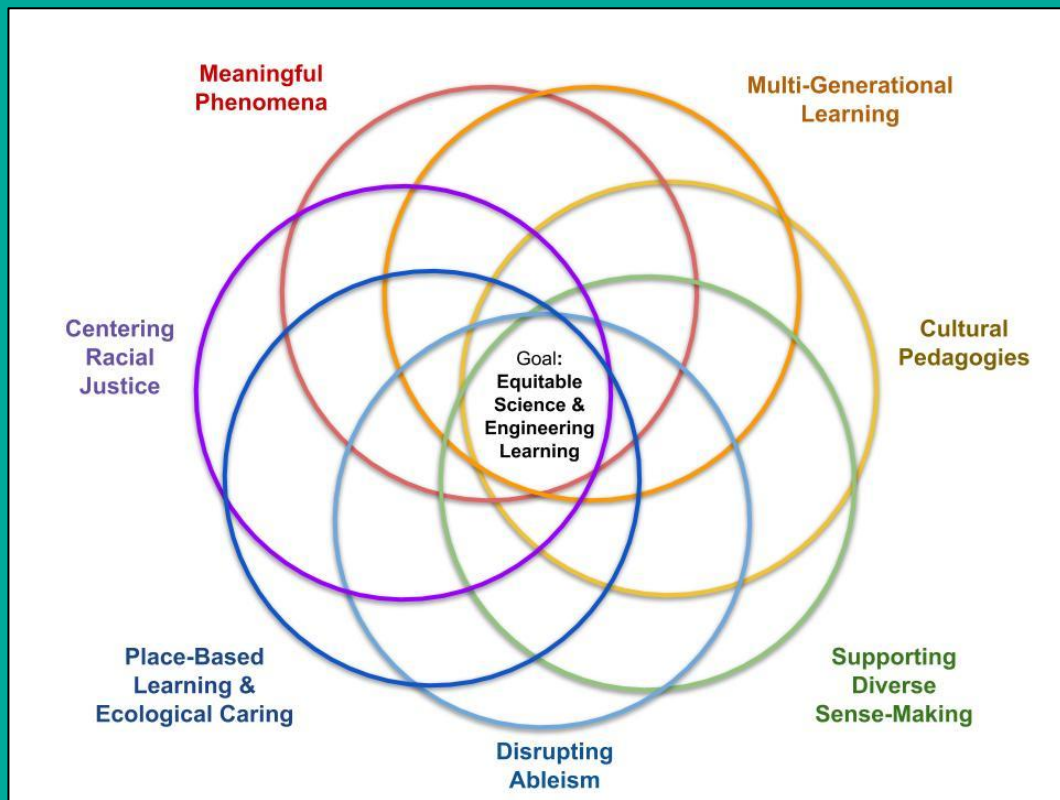 Meaningful
Phenomena
Multi-Generational
Learning
Centering
Racial
Justice
Goal:
Equitable
Science &
Engineering
Learning
Cultural
Pedagogies
Place-Based
Learning &
Ecological Caring
Supporting
Diverse
Sense-Making
Disrupting
Ableism